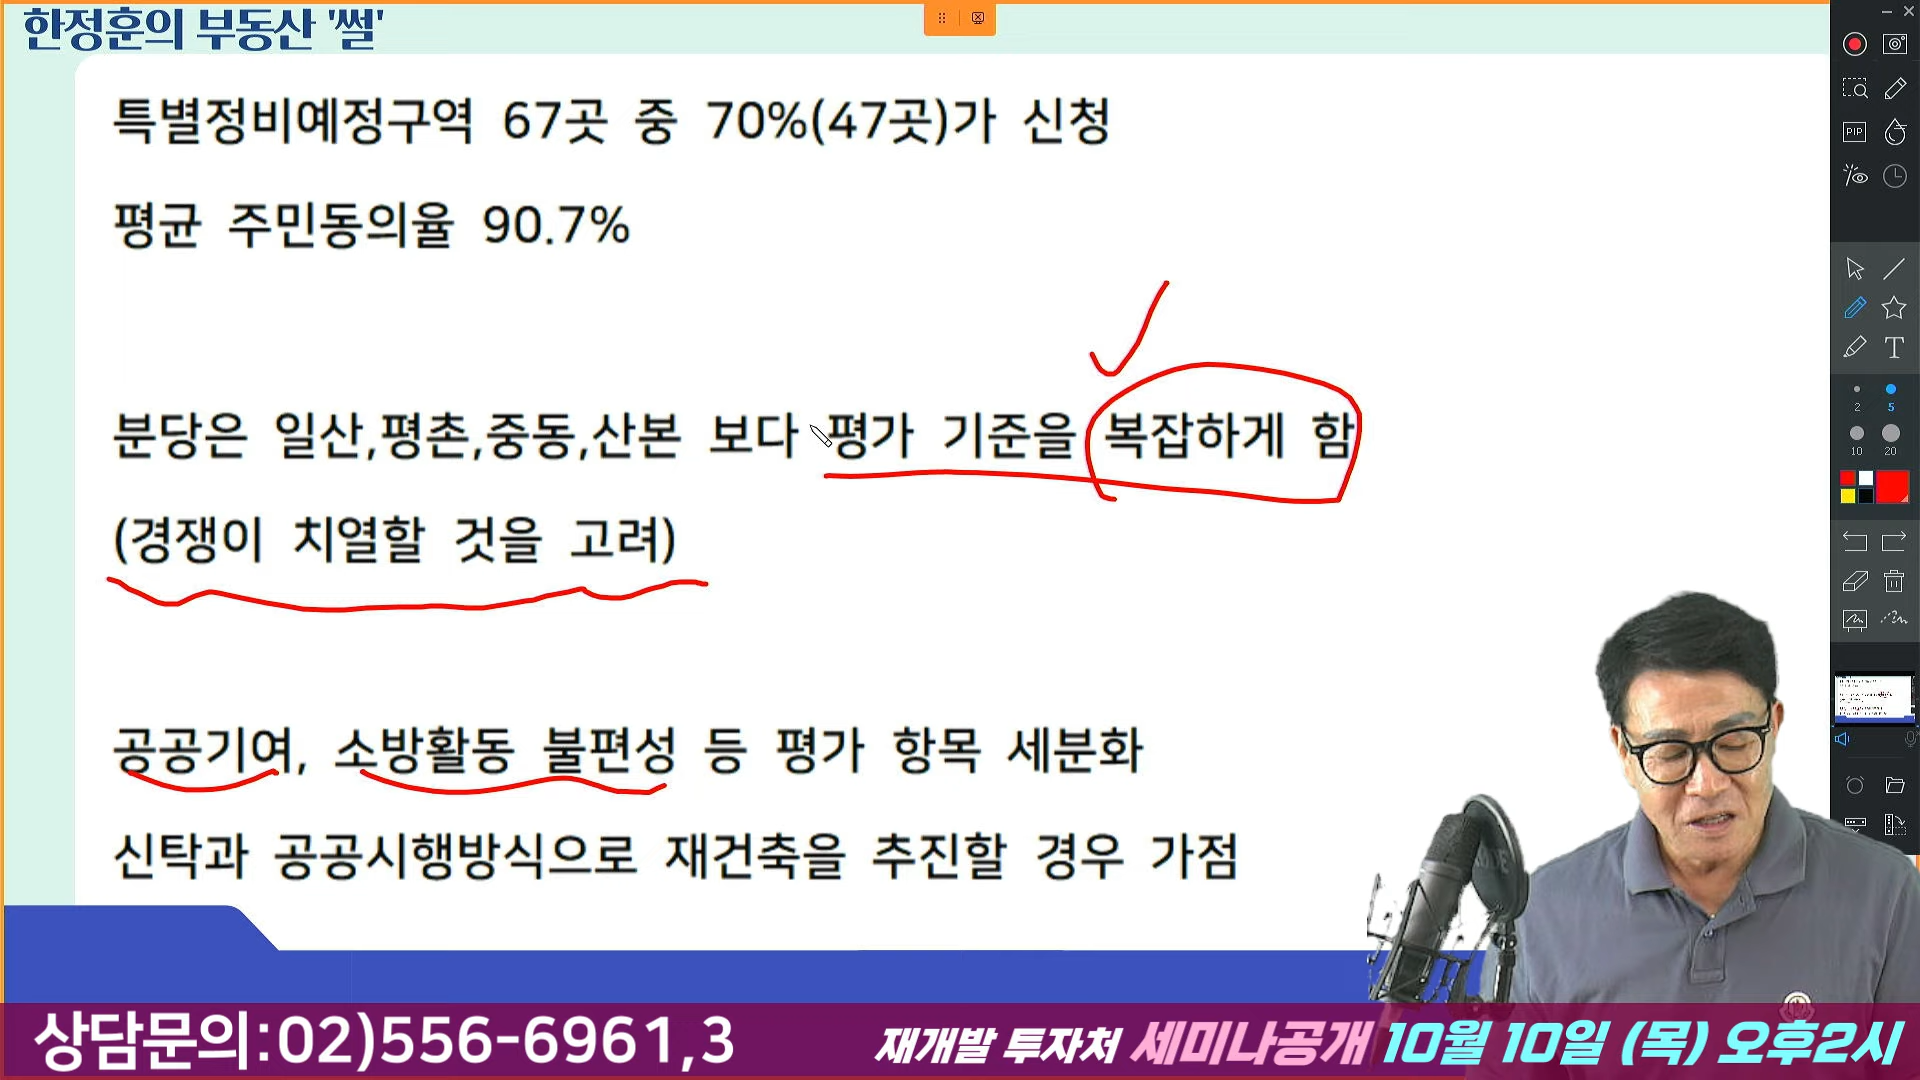 한정훈의 부동산 '썰'
특별정비예정구역 67곳 중 70%(47곳)가 신청
평균 주민동의율 90.7%
분당은 일산,평촌,중동,산본 보다 평가 기준을 복잡하게 함
(경쟁이 치열할 것을 고려)
공공기여, 소방활동 불편성 등 평가 항목 세분화
신탁과 공공시행방식으로 재건축을 추진할 경우 가점
상담문의:02)556-6961,3
재개발 투자처 세미나공개 10월 10일 (목) 오후2시
PIP
T
2 5
10 20